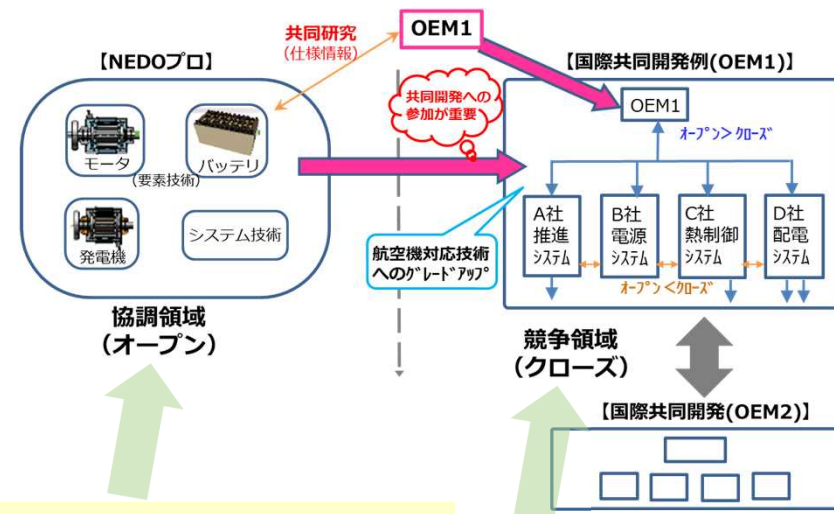 OEM1
共同研究
(仕様情報)
【NEDOプロ】
モータ
バッテリ
(要素技術)
発電機
システム技術
協調領域
(オープン)
共同開発への
参加が重要
航空機対応技術
へのグレードアップ
【国際共同開発例(OEM1)】
OEM1
オープン>クローズ
A社
推進
システム
B社
電源
システム
C社
熱制御
システム
D社
配電
システム
オープン<クローズ
競争領域
(クローズ)
【国際共同開発(OEM2)】